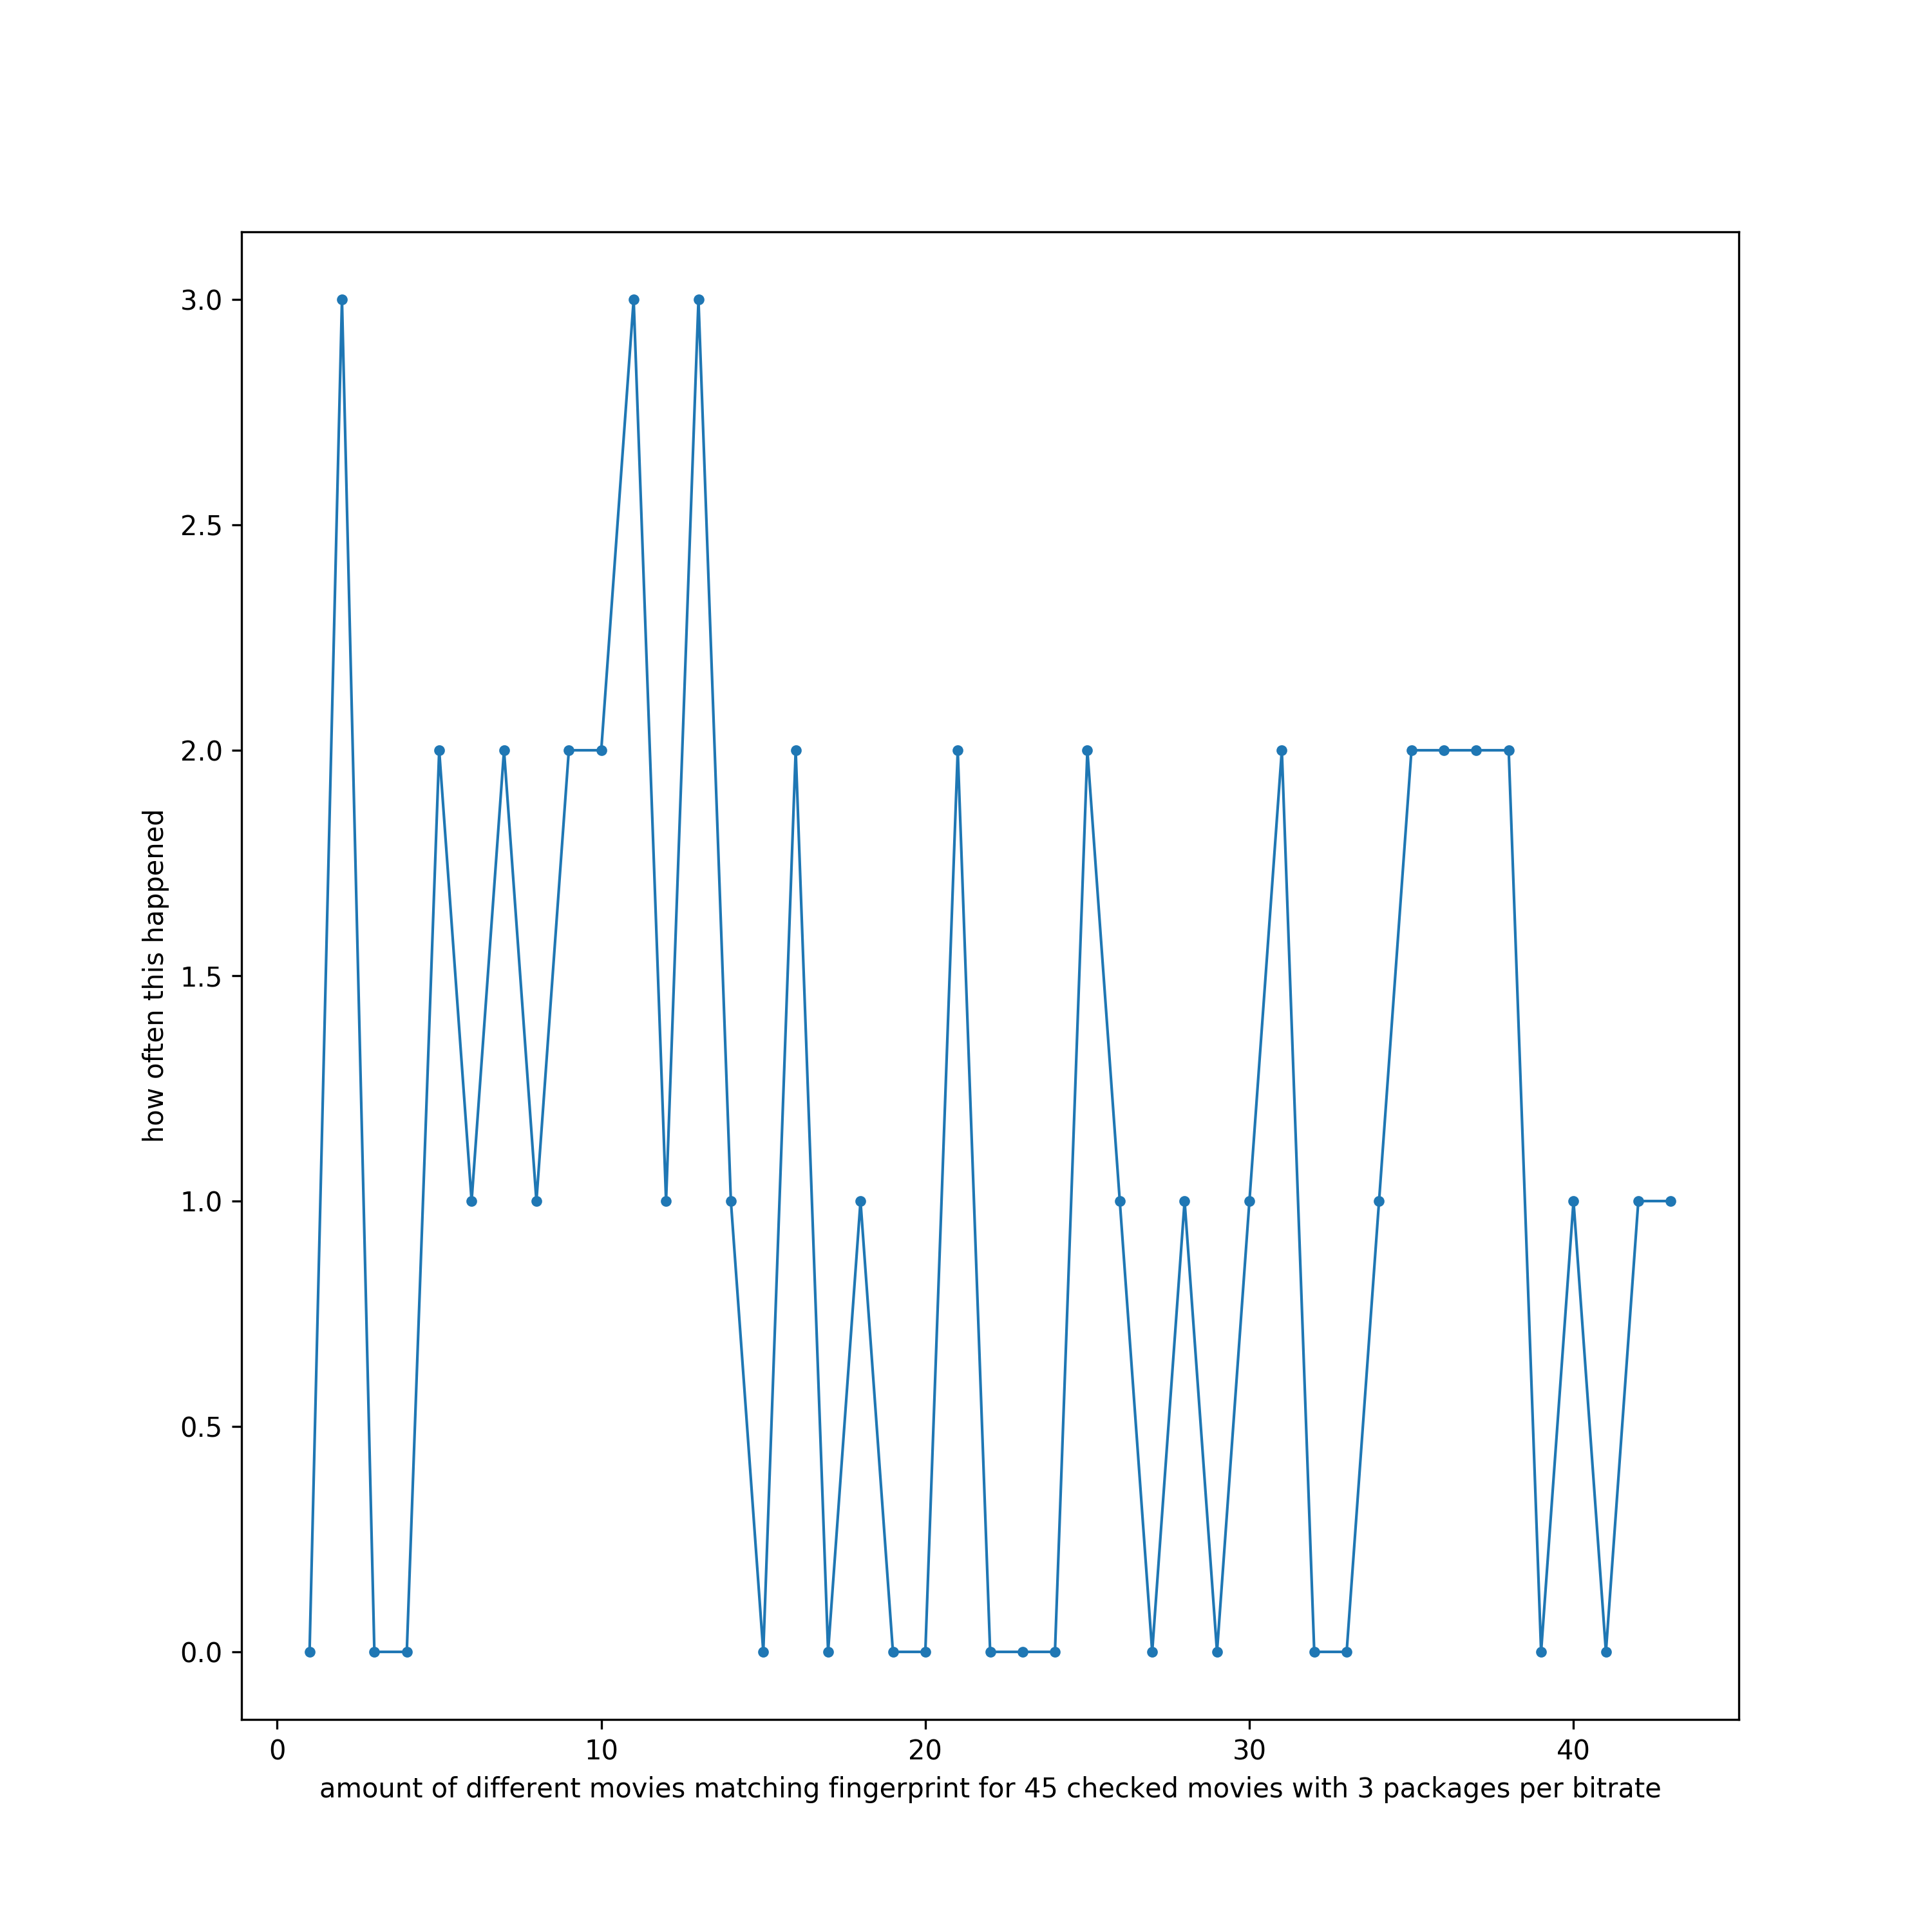 3.0
2.5
2.0
1.5
1.0
0.5
0.0
how often this happened
0 10 20 30 40
amount of different movies matching fingerprint for 45 checked movies with 3 packages per bitrate